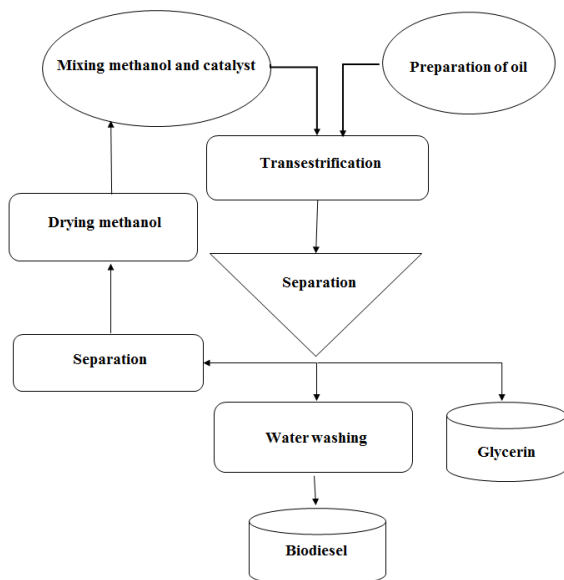 Mixing methanol and catalyst
Preparation of oil
Transestrification
Drying methanol
Separation
Separation
Water washing
Glycerin
Biodiesel